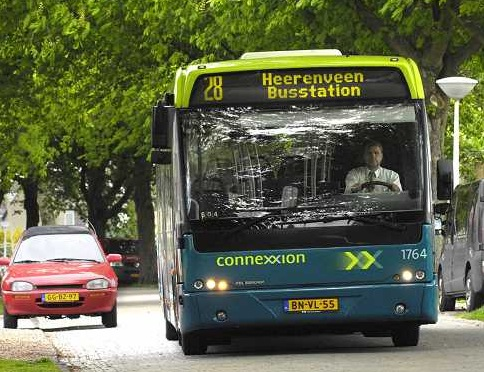 28 Heerenveen
Busstation
connexxion
1764
BN-VL-55
GG-BZ-97